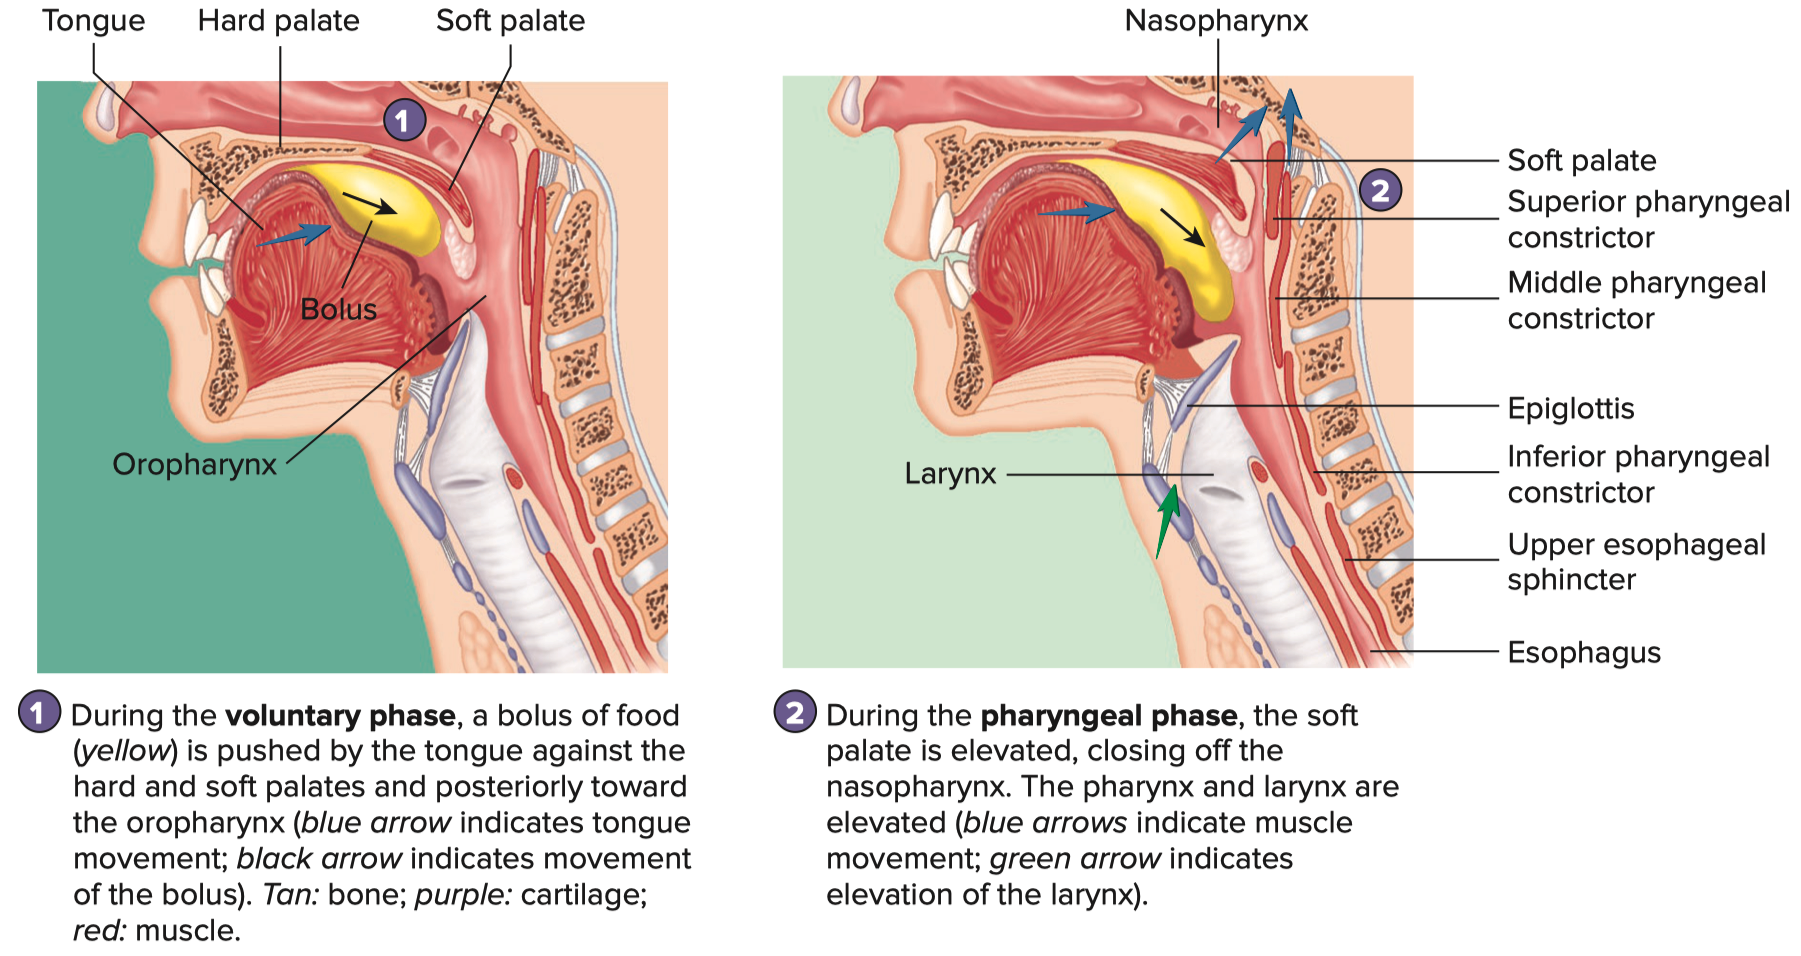 Tongue
Hard palate
Soft palate
1
Bolus
Oropharynx
1 During the voluntary phase, a bolus of food
(yellow) is pushed by the tongue against the
hard and soft palates and posteriorly toward
the oropharynx (blue arrow indicates tongue
movement; black arrow indicates movement
of the bolus). Tan: bone; purple: cartilage;
red: muscle.
Nasopharynx
Soft palate
2
Superior pharyngeal
constrictor
Middle pharyngeal
constrictor
Epiglottis
Larynx
Inferior pharyngeal
constrictor
Upper esophageal
sphincter
Esophagus
2 During the pharyngeal phase, the soft
palate is elevated, closing off the
nasopharynx. The pharynx and larynx are
elevated (blue arrows indicate muscle
movement; green arrow indicates
elevation of the larynx).